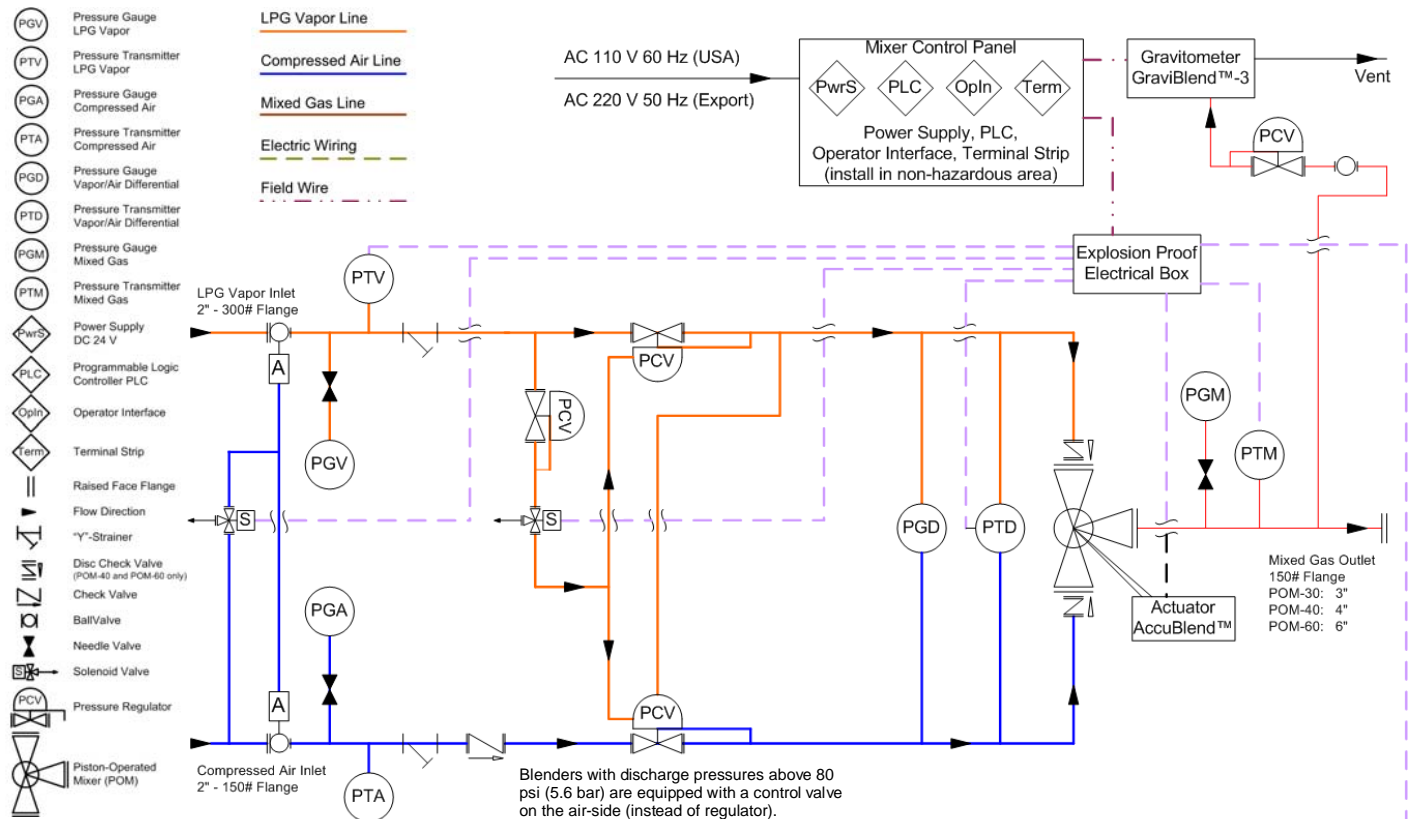 PGV
Pressure Gauge
LPG Vapor
PTV
Pressure Transmitter
LPG Vapor
PGA
Pressure Gauge
Compressed Air
PTA
Pressure Transmitter
Compressed Air
PGD
Pressure Gauge
Vapor/Air Differential
PTD
Pressure Transmitter
Vapor/Air Differential
PGM
Pressure Gauge
Mixed Gas
PTM
Pressure Transmitter
Mixed Gas
PwrS
Power Supply
DC 24 V
PLC
Programmable Logic
Controller PLC
OpIn
Operator Interface
Term
Terminal Strip
Raised Face Flange
Flow Direction
"Y"-Strainer
Disc Check Valve
(POM-40 and POM-60 only)
Check Valve
BallValve
Needle Valve
S
Solenoid Valve
PCV
Pressure Regulator
Piston-Operated
Mixer (POM)
LPG Vapor Line
Compressed Air Line
Mixed Gas Line
Electric Wiring
Field Wire
AC 110 V 60 Hz (USA)
AC 220 V 50 Hz (Export)
Mixer Control Panel
PwrS
PLC
OpIn
Term
Power Supply, PLC,
Operator Interface, Terminal Strip
(install in non-hazardous area)
Gravitometer
GraviBlend™-3
Vent
PCV
Explosion Proof
Electrical Box
PTV
LPG Vapor Inlet
2" - 300# Flange
A
PGV
PCV
PCV
S
S
PGD
PTD
PGM
PTM
Mixed Gas Outlet
150# Flange
POM-30: 3"
POM-40: 4"
POM-60: 6"
Actuator
AccuBlend™
PGA
A
PCV
Compressed Air Inlet
2" - 150# Flange
PTA
Blenders with discharge pressures above 80
psi (5.6 bar) are equipped with a control valve
on the air-side (instead of regulator).